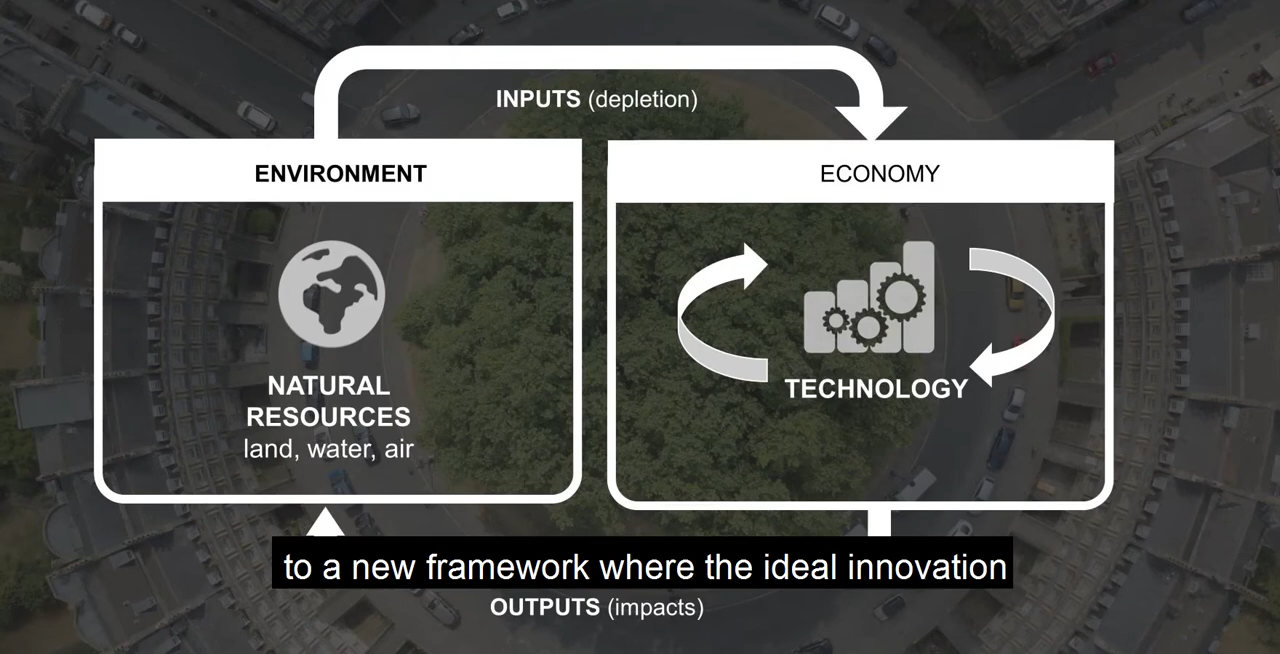 INPUTS (depletion)
ENVIRONMENT
ECONOMY
NATURAL
RESOURCES
land, water, air
TECHNOLOGY
to a new framework where the ideal innovation
OUTPUTS (impacts)